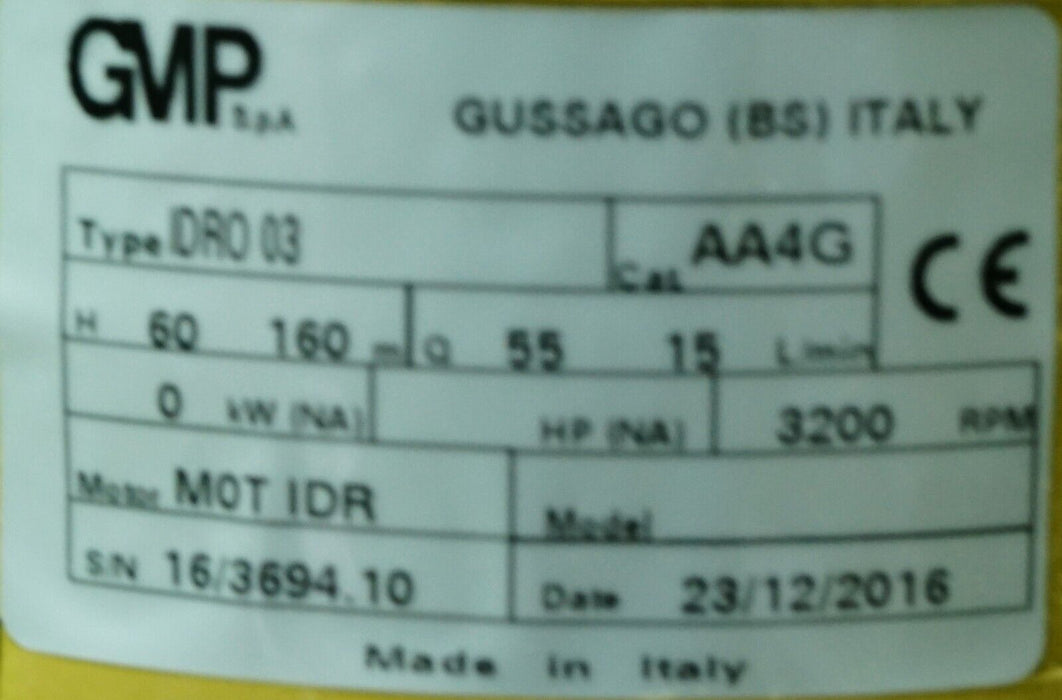 GMP S.p.A
GUSSAGO (BS) ITALY
Type IDRO 03 Cat. AA4G
CE
H 60 160 m Q 55 15 L/min
0 kW (NA) HP (NA) 3200 RPM
Motor M0T IDR Model
S/N 16/3694.10 Date 23/12/2016
Made in Italy